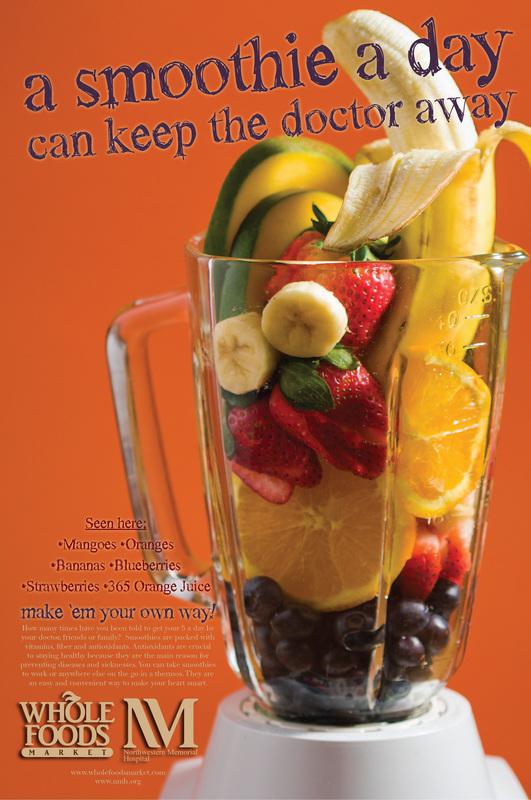 a smoothie a day
can keep the doctor away
Seen here:
•Mangoes •Oranges
•Bananas •Blueberries
•Strawberries •365 Orange Juice
make 'em your own way!
How many times have you been told to get your 5 a day by
your doctor, friends or family? Smoothies are packed with
vitamins, fiber and antioxidants. Antioxidants are crucial
to staying healthy because they are the main reason for
preventing diseases and sicknesses. You can take smoothies
to work or anywhere else on the go in a thermos. They are
an easy and convenient way to make your heart smart.
WHOLE
FOODS
MARKET
NM
Northwestern Memorial
Hospital
www.wholefoodsmarket.com
www.nmh.org